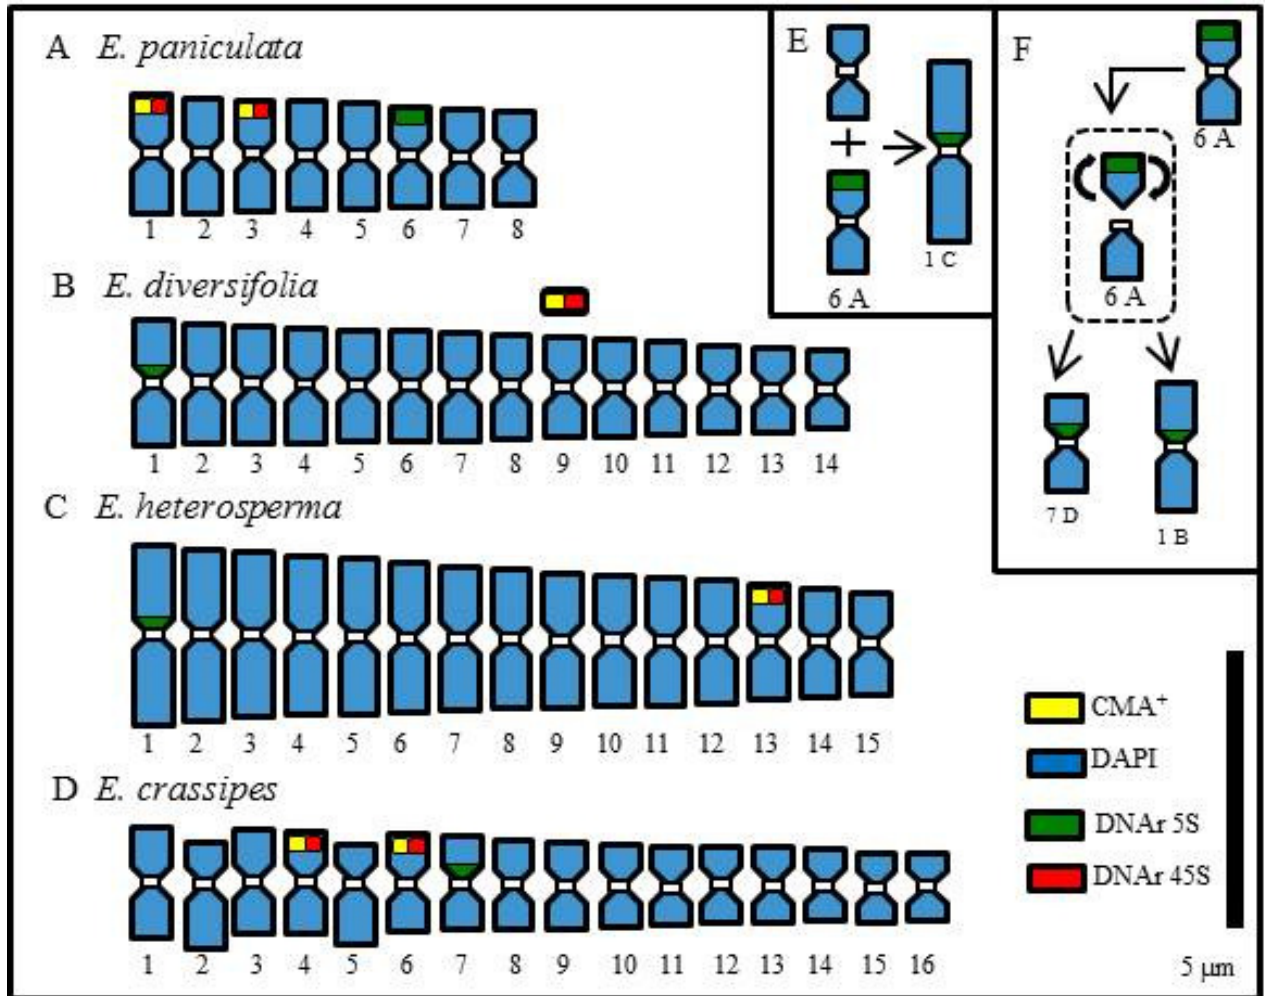 A E. paniculata
1 2 3 4 5 6 7 8
B E. diversifolia
1 2 3 4 5 6 7 8 9 10 11 12 13 14
C E. heterosperma
1 2 3 4 5 6 7 8 9 10 11 12 13 14 15
D E. crassipes
1 2 3 4 5 6 7 8 9 10 11 12 13 14 15 16
E
+
1 C
6 A
F
6 A
6 A
7 D
1 B
CMA⁺
DAPI
DNAr 5S
DNAr 45S
5 µm